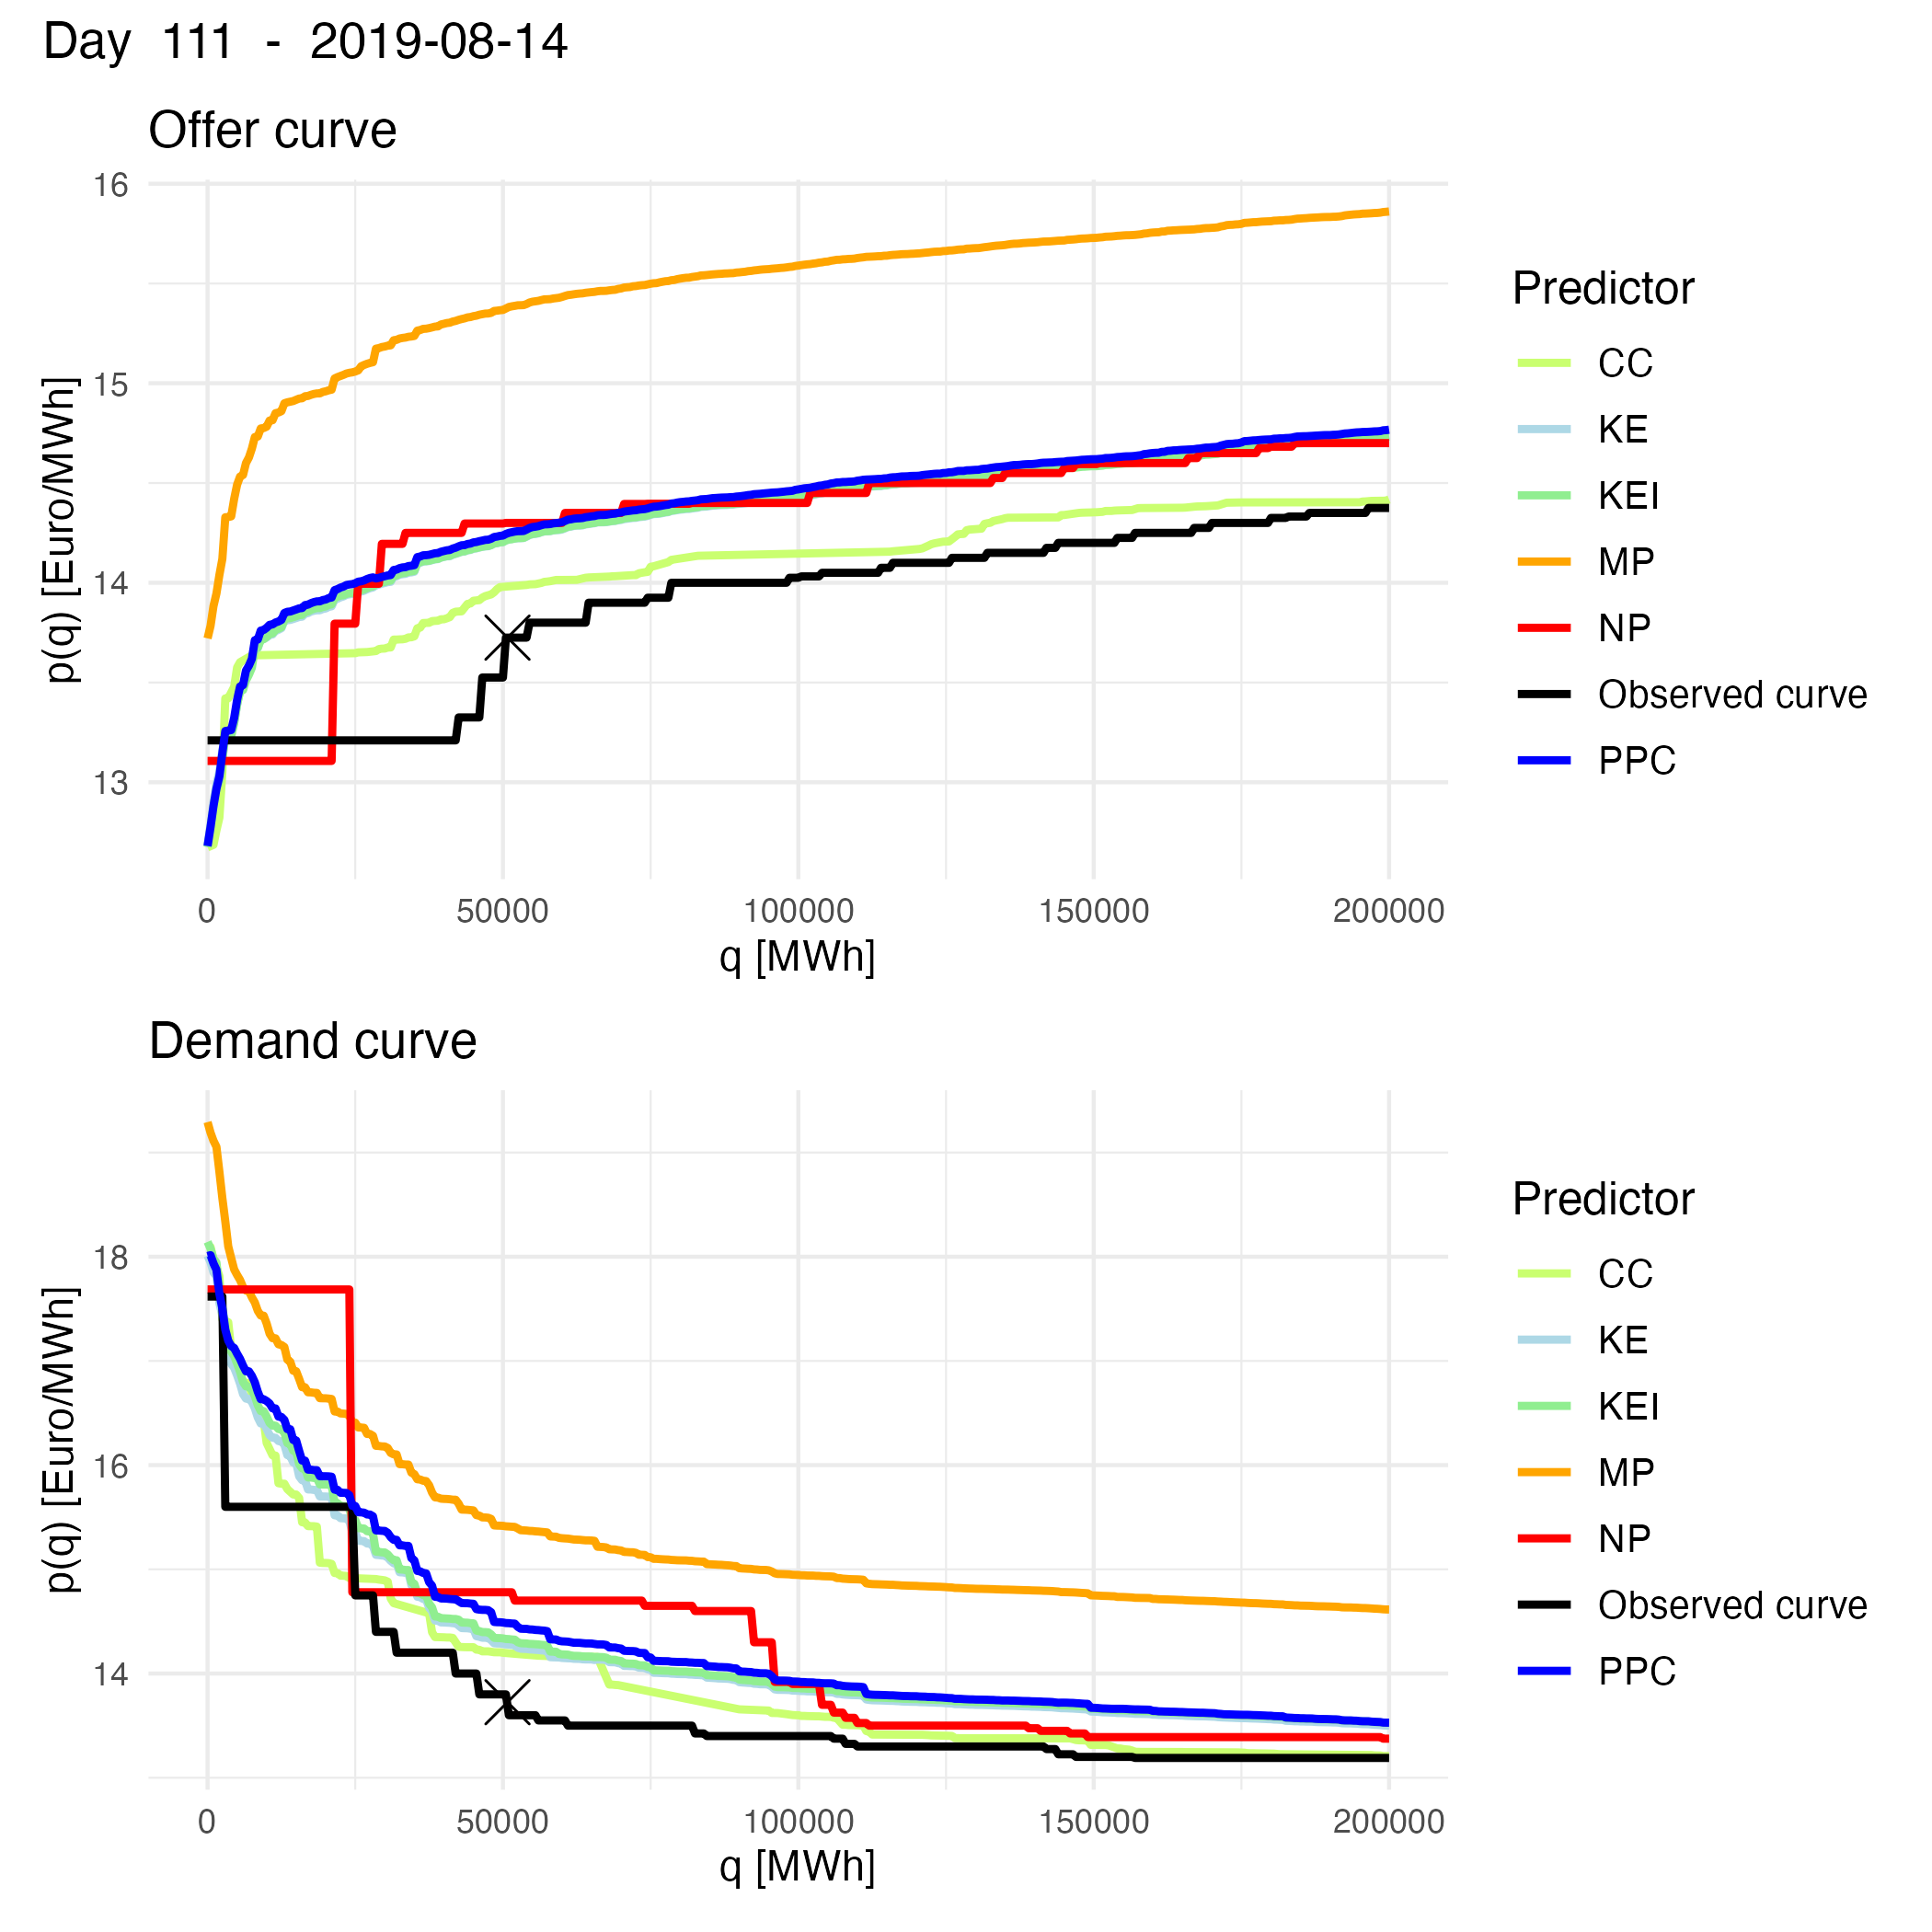 Day 111 - 2019-08-14
Offer curve
16
15
14
13
p(q) [Euro/MWh]
0 50000 100000 150000 200000
q [MWh]
Predictor
CC
KE
KEI
MP
NP
Observed curve
PPC
Demand curve
18
16
14
p(q) [Euro/MWh]
0 50000 100000 150000 200000
q [MWh]
Predictor
CC
KE
KEI
MP
NP
Observed curve
PPC